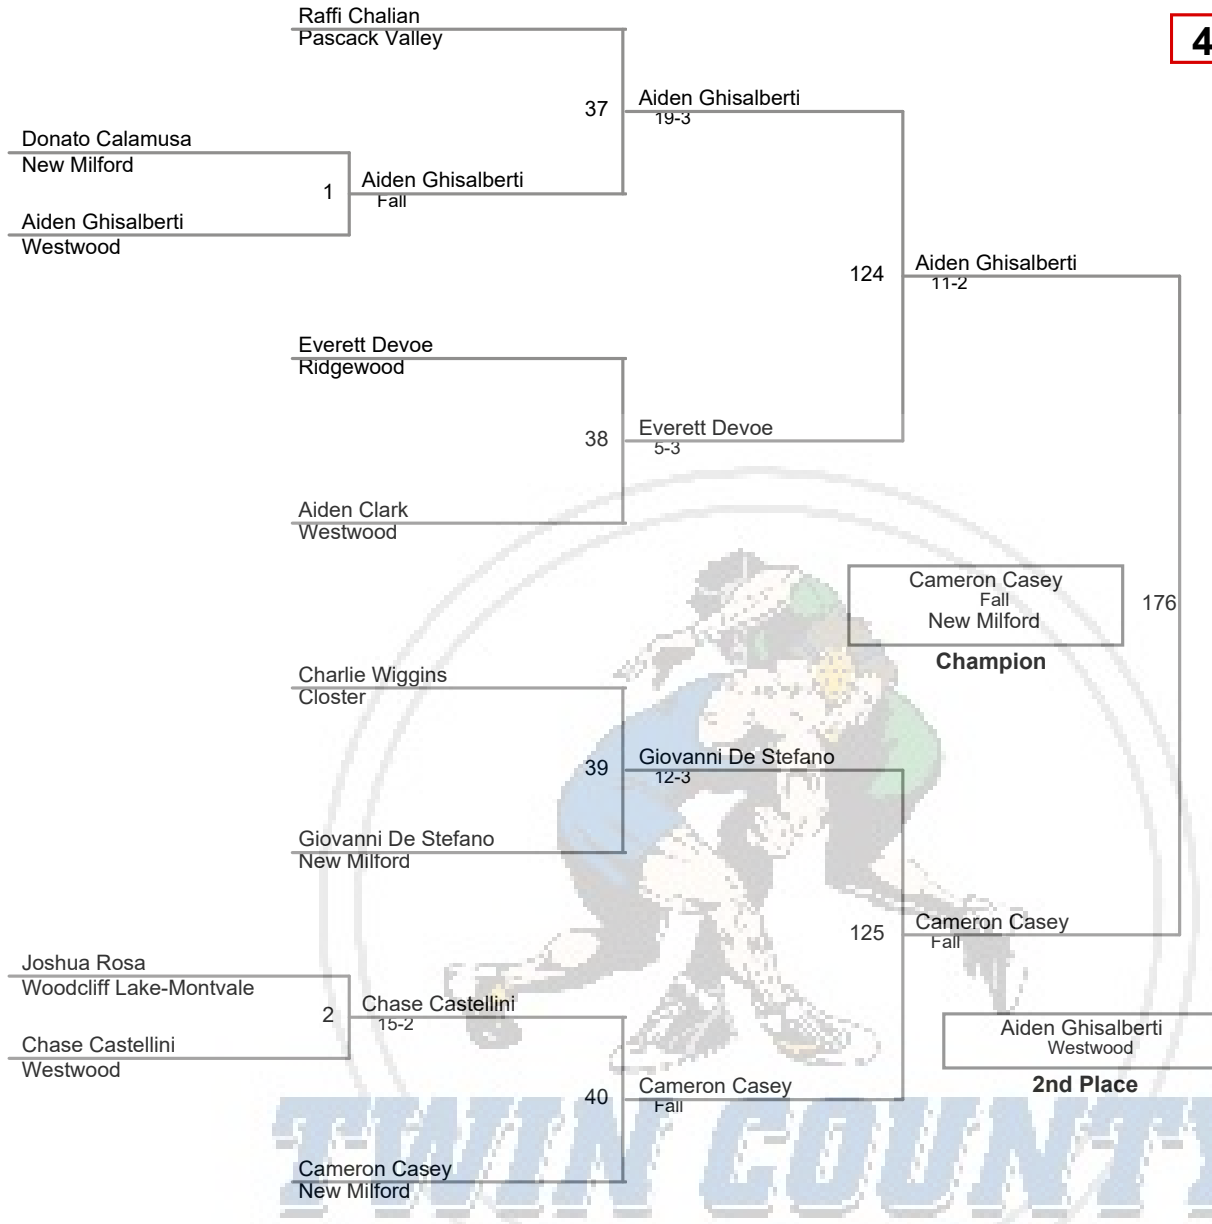 Raffi Chalian
Pascack Valley
4
37
Aiden Ghisalberti
19-3
Donato Calamusa
New Milford
1
Aiden Ghisalberti
Fall
Aiden Ghisalberti
Westwood
124
Aiden Ghisalberti
11-2
Everett Devoe
Ridgewood
38
Everett Devoe
5-3
Aiden Clark
Westwood
Cameron Casey
Fall
New Milford
176
Champion
Charlie Wiggins
Closter
39
Giovanni De Stefano
12-3
Giovanni De Stefano
New Milford
125
Cameron Casey
Fall
Joshua Rosa
Woodcliff Lake-Montvale
2
Chase Castellini
15-2
Chase Castellini
Westwood
Aiden Ghisalberti
Westwood
2nd Place
40
Cameron Casey
Fall
Cameron Casey
New Milford
TWIN COUNTY